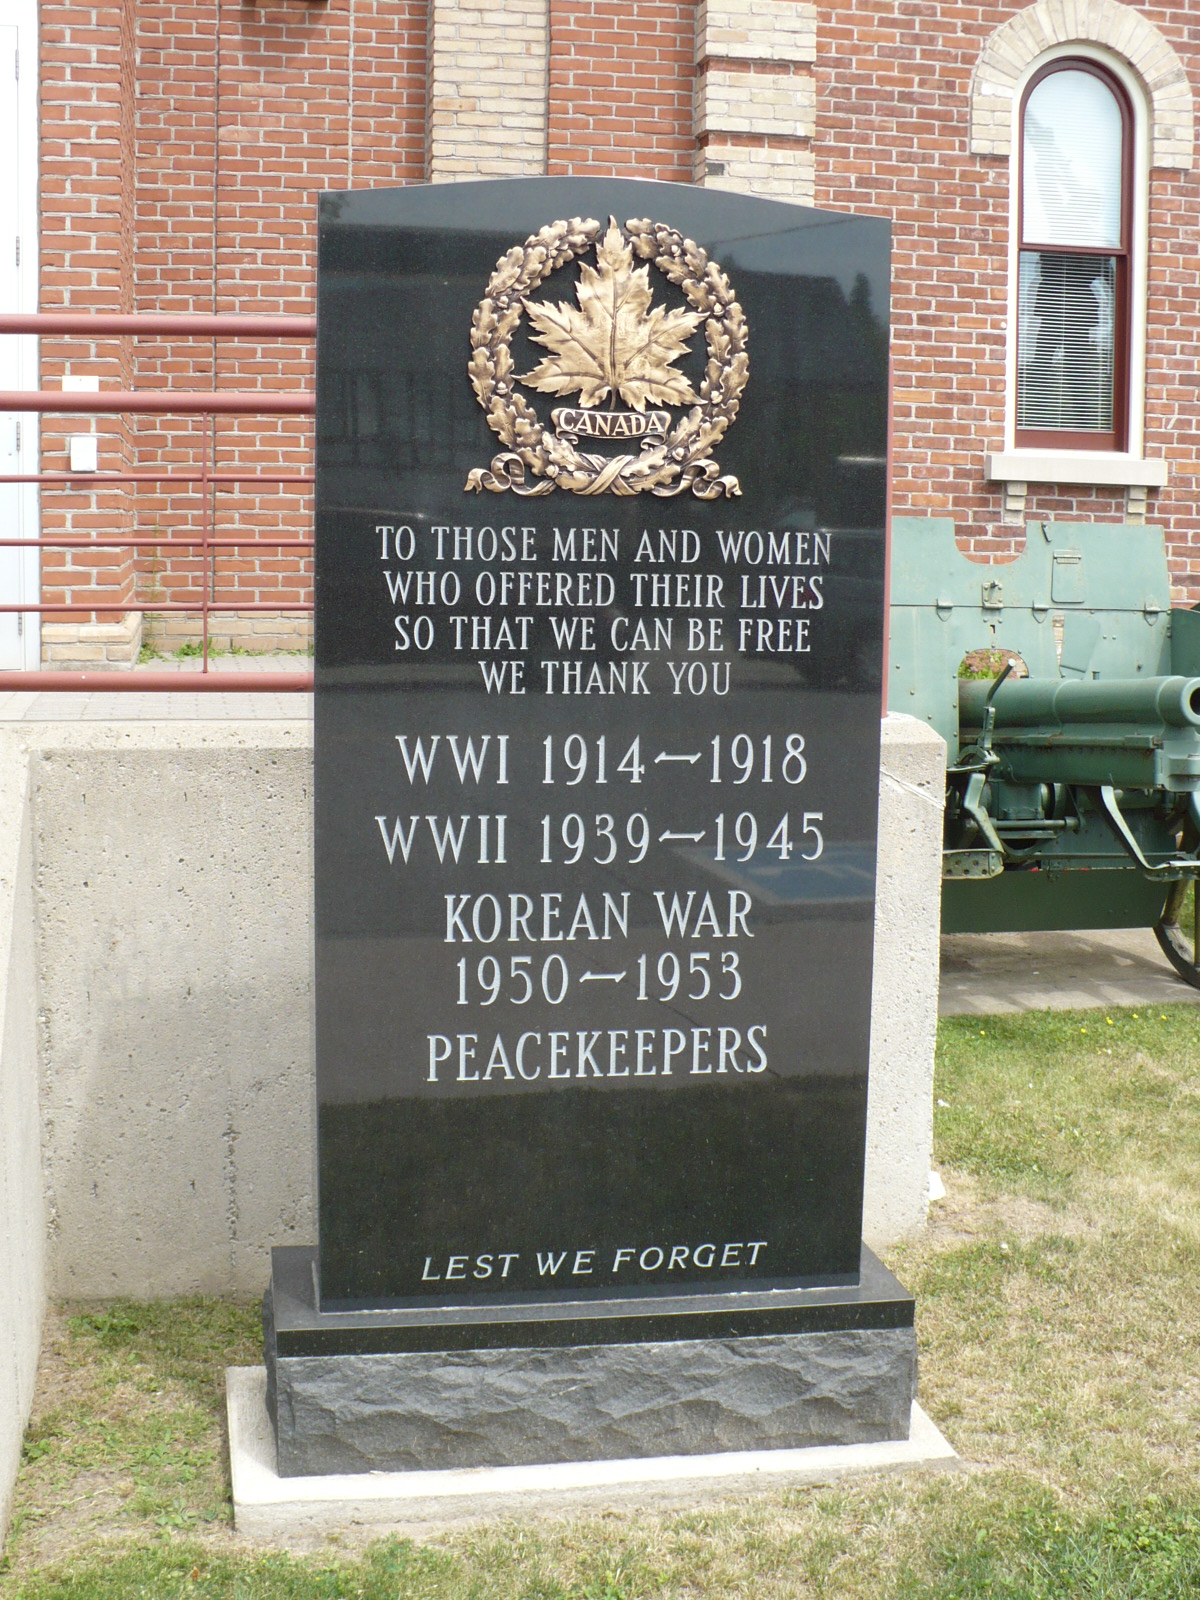 CANADA
TO THOSE MEN AND WOMEN
WHO OFFERED THEIR LIVES
SO THAT WE CAN BE FREE
WE THANK YOU
WWI 1914~1918
WWII 1939~1945
KOREAN WAR
1950~1953
PEACEKEEPERS
LEST WE FORGET